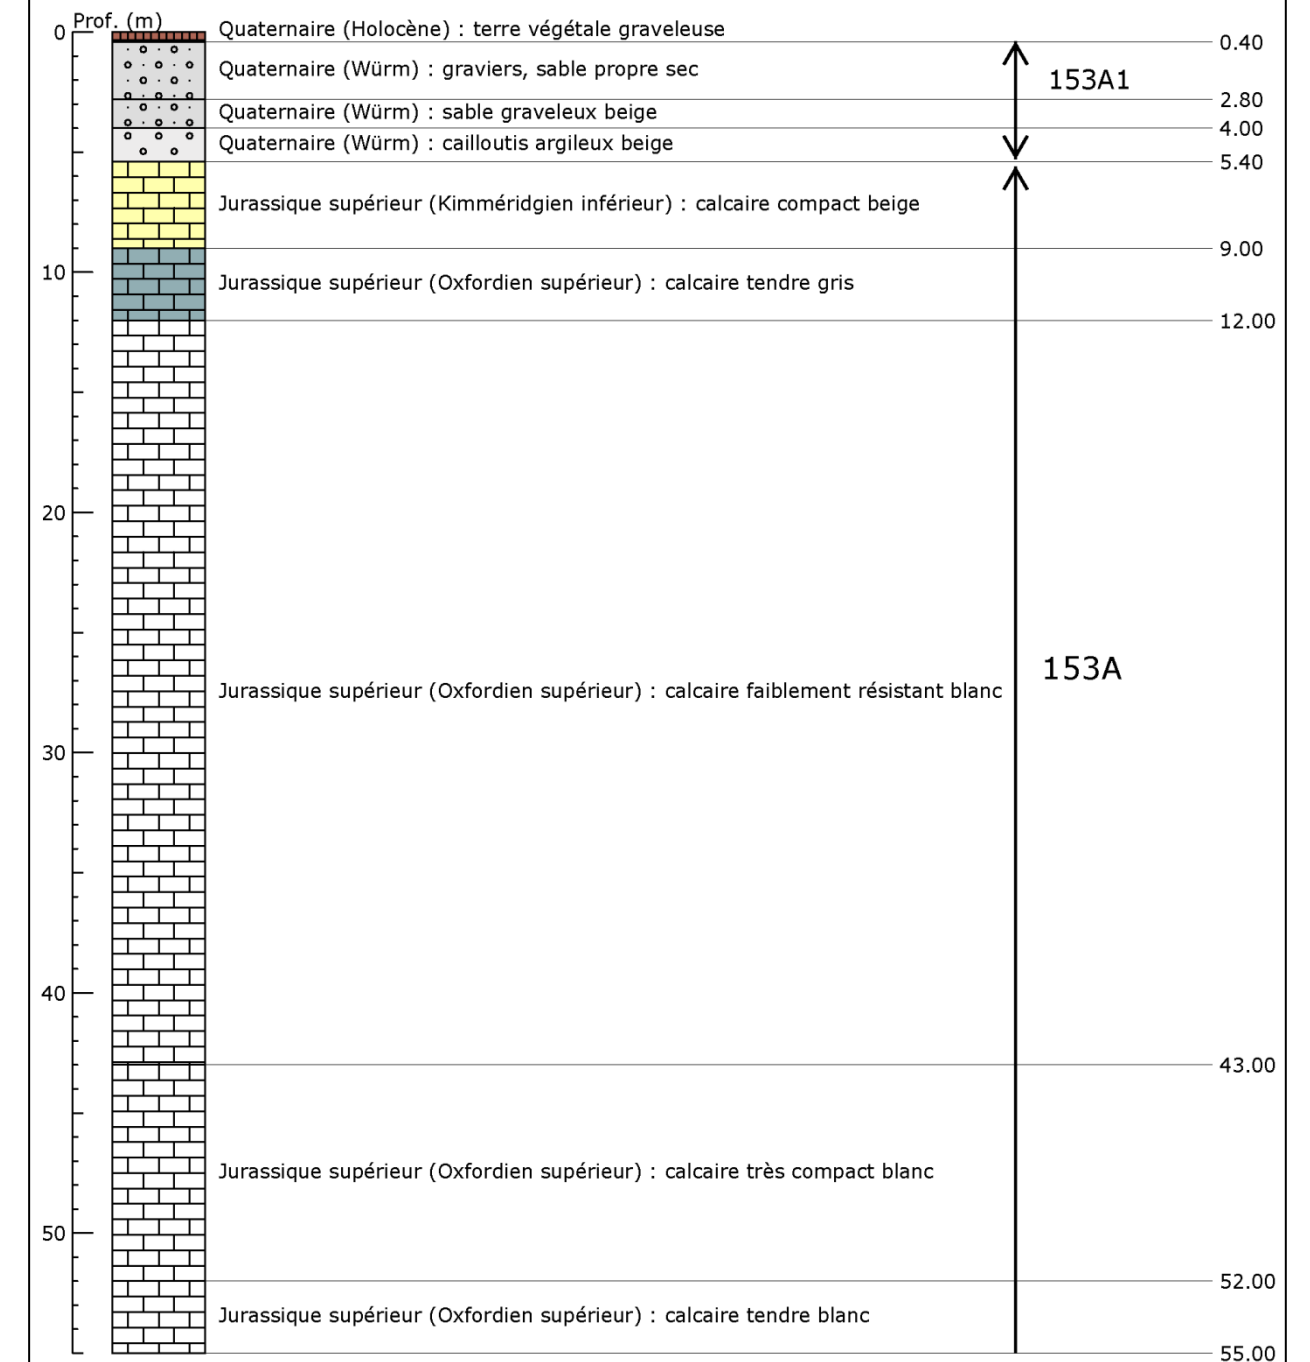 Prof. (m)
0
Quaternaire (Holocène) : terre végétale graveleuse
0.40
Quaternaire (Würm) : graviers, sable propre sec
153A1
2.80
Quaternaire (Würm) : sable graveleux beige
4.00
Quaternaire (Würm) : cailloutis argileux beige
5.40
Jurassique supérieur (Kimméridgien inférieur) : calcaire compact beige
9.00
10
Jurassique supérieur (Oxfordien supérieur) : calcaire tendre gris
12.00
20
153A
Jurassique supérieur (Oxfordien supérieur) : calcaire faiblement résistant blanc
30
40
43.00
Jurassique supérieur (Oxfordien supérieur) : calcaire très compact blanc
50
52.00
Jurassique supérieur (Oxfordien supérieur) : calcaire tendre blanc
55.00